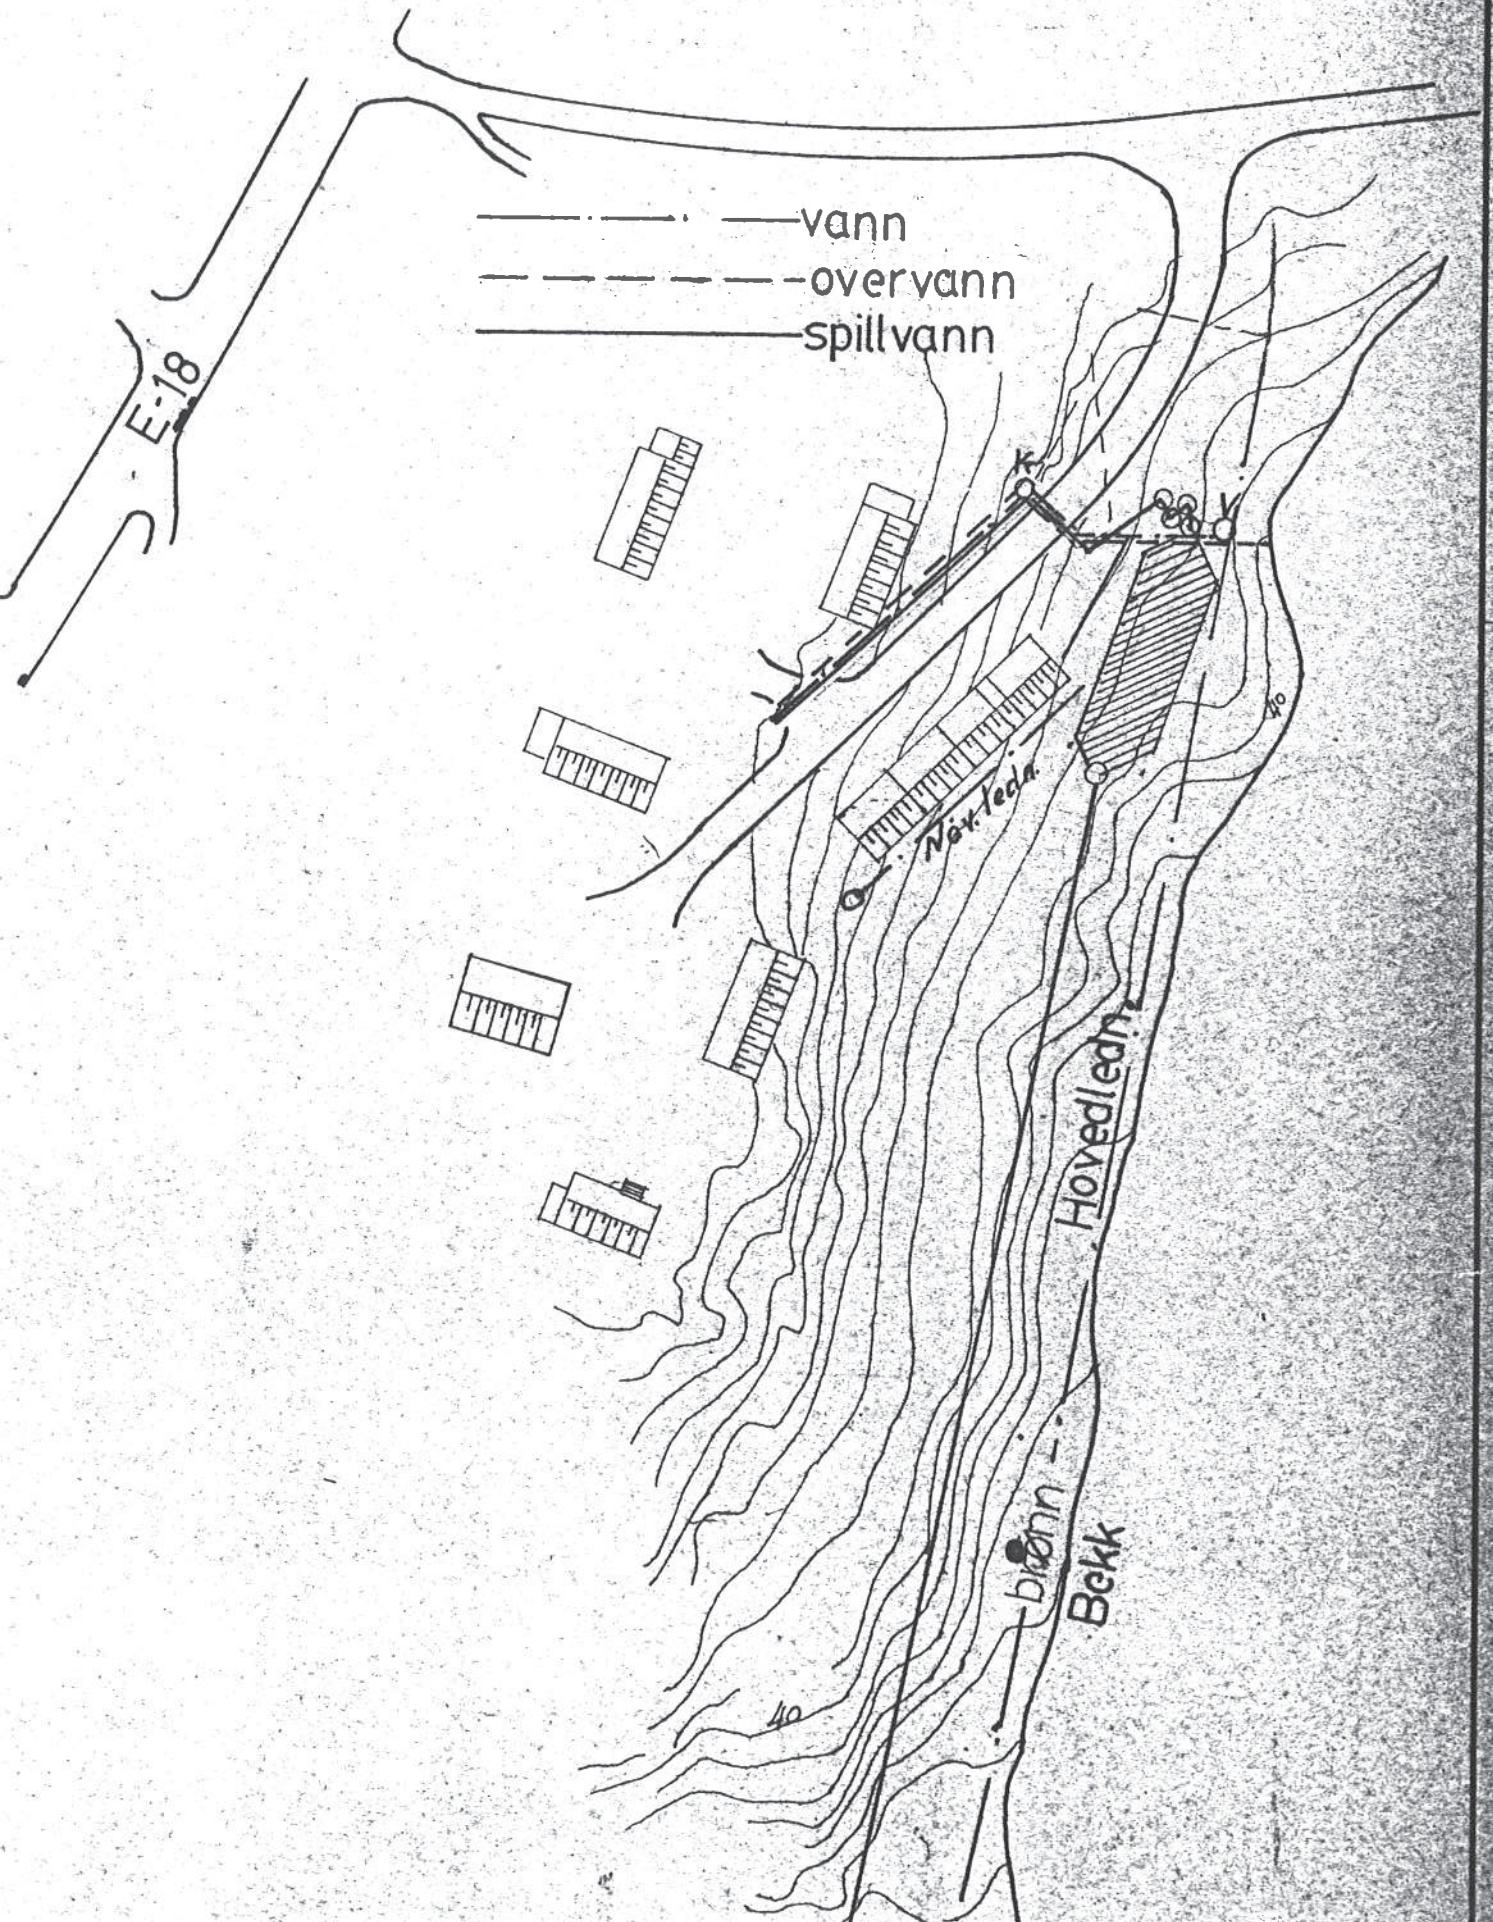 vann
overvann
spillvann
E-18
K
V
40
Nøv. ledn.
Hovedledn.
brønn
Bekk
40